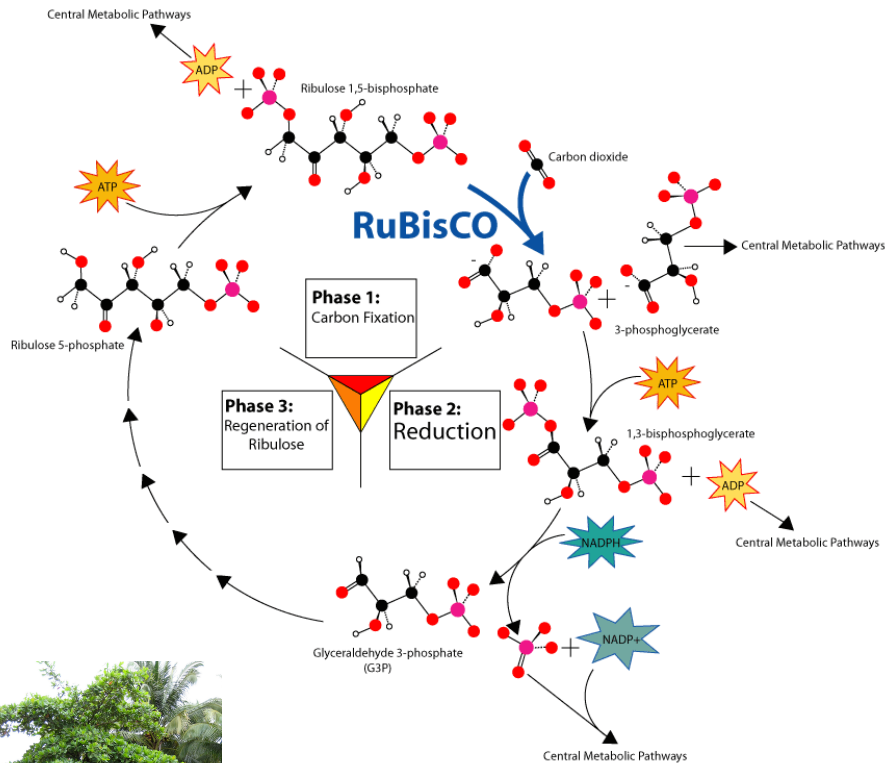 Central Metabolic Pathways
ADP
+
Ribulose 1,5-bisphosphate
Carbon dioxide
ATP
RuBisCO
Central Metabolic Pathways
-
+
-
3-phosphoglycerate
Ribulose 5-phosphate
Phase 1:
Carbon Fixation
ATP
Phase 3:
Regeneration of
Ribulose
Phase 2:
Reduction
1,3-bisphosphoglycerate
+
ADP
Central Metabolic Pathways
NADPH
Glyceraldehyde 3-phosphate
(G3P)
+
NADP+
Central Metabolic Pathways